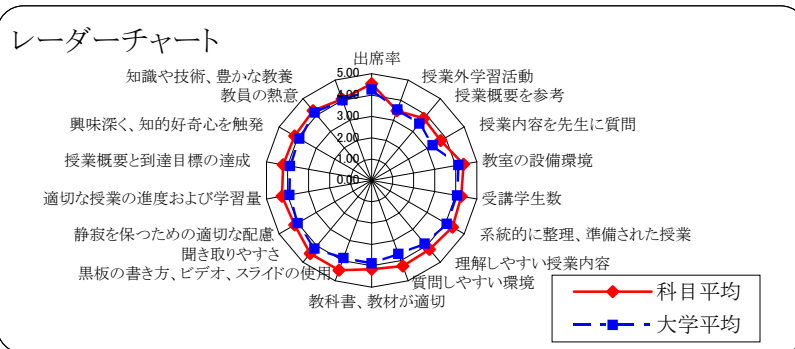 レーダーチャート
出席率
授業外学習活動
授業概要を参考
授業内容を先生に質問
教室の設備環境
受講学生数
系統的に整理、準備された授業
理解しやすい授業内容
質問しやすい環境
教科書、教材が適切
黒板の書き方、ビデオ、スライドの使用
聞き取りやすさ
静寂を保つための適切な配慮
適切な授業の進度および学習量
授業概要と到達目標の達成
興味深く、知的好奇心を触発
教員の熱意
知識や技術、豊かな教養
5.00
4.00
3.00
2.00
1.00
0.00
科目平均
大学平均